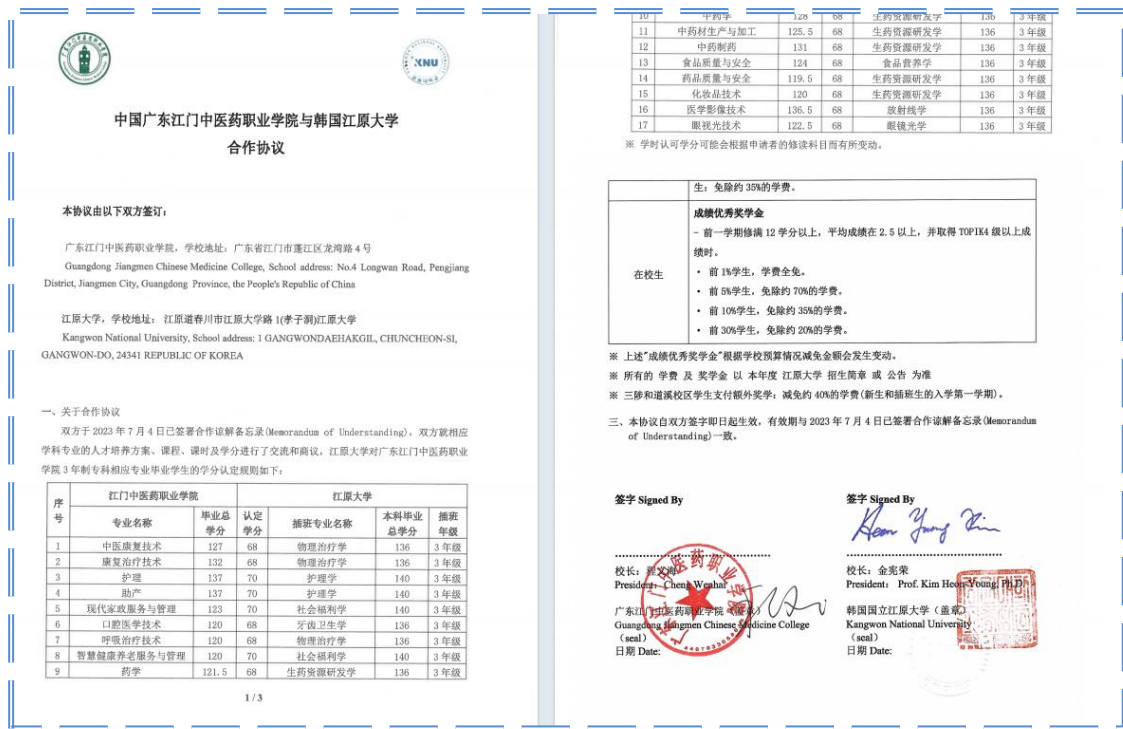 XNU
中国广东江门中医药职业学院与韩国江原大学
合作协议
本协议由以下双方签订：
广东江门中医药职业学院，学校地址：广东省江门市蓬江区龙湾路 4 号
Guangdong Jiangmen Chinese Medicine College, School address: No.4 Longwan Road, Pengjiang
District, Jiangmen City, Guangdong Province, the People's Republic of China
江原大学，学校地址： 江原道春川市江原大学路 1(孝子洞)江原大学
Kangwon National University, School address: 1 GANGWONDAEHAKGIL, CHUNCHEON-SI,
GANGWON-DO, 24341 REPUBLIC OF KOREA
一、关于合作协议
双方于 2023 年 7 月 4 日已签署合作谅解备忘录(Memorandum of Understanding)，双方就相应
学科专业的人才培养方案、课程、课时及学分进行了交流和商议，江原大学对广东江门中医药职业
学院 3 年制专科相应专业毕业学生的学分认定规则如下：
序号 江门中医药职业学院 江原大学
专业名称 毕业总学分 认定学分 插班专业名称 本科毕业总学分 插班年级
1 中医康复技术 127 68 物理治疗学 136 3 年级
2 康复治疗技术 132 68 物理治疗学 136 3 年级
3 护理 137 70 护理学 140 3 年级
4 助产 137 70 护理学 140 3 年级
5 现代家政服务与管理 123 70 社会福利学 140 3 年级
6 口腔医学技术 120 68 牙齿卫生学 136 3 年级
7 呼吸治疗技术 120 68 物理治疗学 136 3 年级
8 智慧健康养老服务与管理 120 70 社会福利学 140 3 年级
9 药学 121.5 68 生药资源研发学 136 3 年级
1 / 3
10 中药学 128 68 生药资源研发学 136 3 年级
11 中药材生产与加工 125.5 68 生药资源研发学 136 3 年级
12 中药制药 131 68 生药资源研发学 136 3 年级
13 食品质量与安全 124 68 食品营养学 136 3 年级
14 药品质量与安全 119.5 68 生药资源研发学 136 3 年级
15 化妆品技术 120 68 生药资源研发学 136 3 年级
16 医学影像技术 136.5 68 放射线学 136 3 年级
17 眼视光技术 122.5 68 眼镜光学 136 3 年级
※ 学时认可学分可能会根据申请者的修读科目而有所变动。
生：免除约 35%的学费。
在校生
成绩优秀奖学金
- 前一学期修满 12 学分以上，平均成绩在 2.5 以上，并取得 TOPIK4 级以上成
绩时。
• 前 1%学生，学费全免。
• 前 5%学生，免除约 70%的学费。
• 前 10%学生，免除约 35%的学费。
• 前 30%学生，免除约 20%的学费。
※ 上述"成绩优秀奖学金"根据学校预算情况减免金额会发生变动。
※ 所有的 学费 及 奖学金 以 本年度 江原大学 招生简章 或 公告 为准
※ 三陟和道溪校区学生支付额外奖学：减免约 40%的学费(新生和插班生的入学第一学期)。
三、本协议自双方签字即日起生效，有效期与 2023 年 7 月 4 日已签署合作谅解备忘录(Memorandum
of Understanding)一致。
签字 Signed By
校长：程文海
President: Cheng Wenhai
广东江门中医药职业学院（盖章）
Guangdong Jiangmen Chinese Medicine College
（seal）
日期 Date:
签字 Signed By
Heon Young Kim
校长：金宪荣
President: Prof. Kim Heon-Young, Ph.D
韩国国立江原大学（盖章）
Kangwon National University
（seal）
日期 Date:
广东江门中医药职业学院